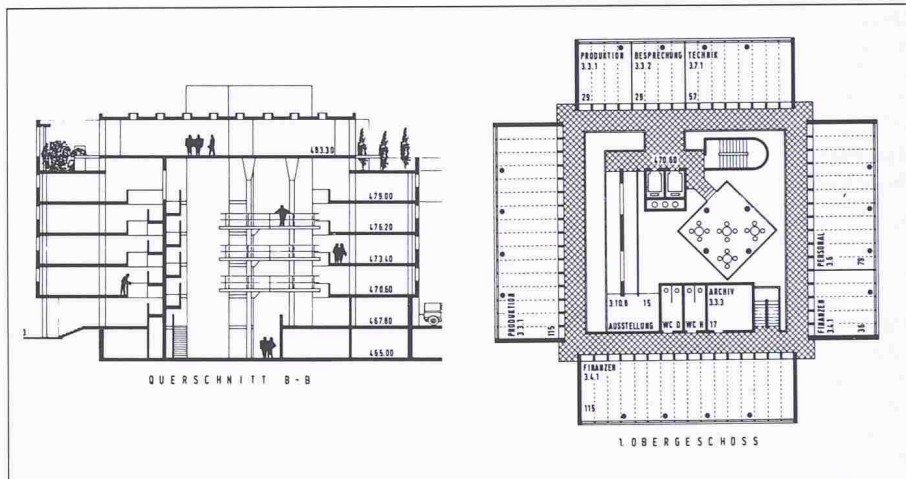 483.30
479.00
476.20
473.40
470.60
467.80
465.00
QUERSCHNITT B-B
PRODUKTION
3.3.1
29
BESPRECHUNG
3.3.2
29
TECHNIK
3.7.1
57
470.60
PERSONAL
3.6
79
FINANZEN
3.4.1
36
PRODUKTION
3.3.1
115
3.10.8
15
AUSSTELLUNG
WC D
WC H
ARCHIV
3.3.3
17
FINANZEN
3.4.1
115
1. OBERGESCHOSS